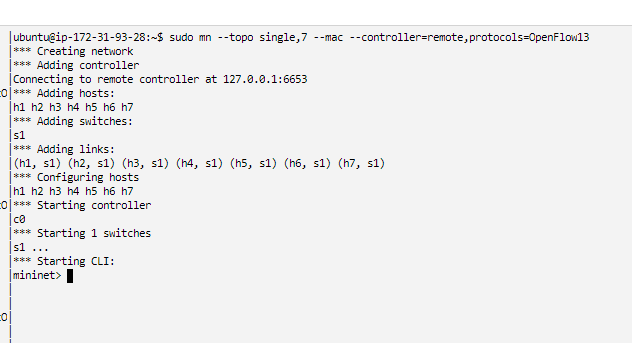 ubuntu@ip-172-31-93-28:~$ sudo mn --topo single,7 --mac --controller=remote,protocols=OpenFlow13
*** Creating network
*** Adding controller
Connecting to remote controller at 127.0.0.1:6653
*** Adding hosts:
h1 h2 h3 h4 h5 h6 h7
*** Adding switches:
s1
*** Adding links:
(h1, s1) (h2, s1) (h3, s1) (h4, s1) (h5, s1) (h6, s1) (h7, s1)
*** Configuring hosts
h1 h2 h3 h4 h5 h6 h7
*** Starting controller
c0
*** Starting 1 switches
s1 ...
*** Starting CLI:
mininet>